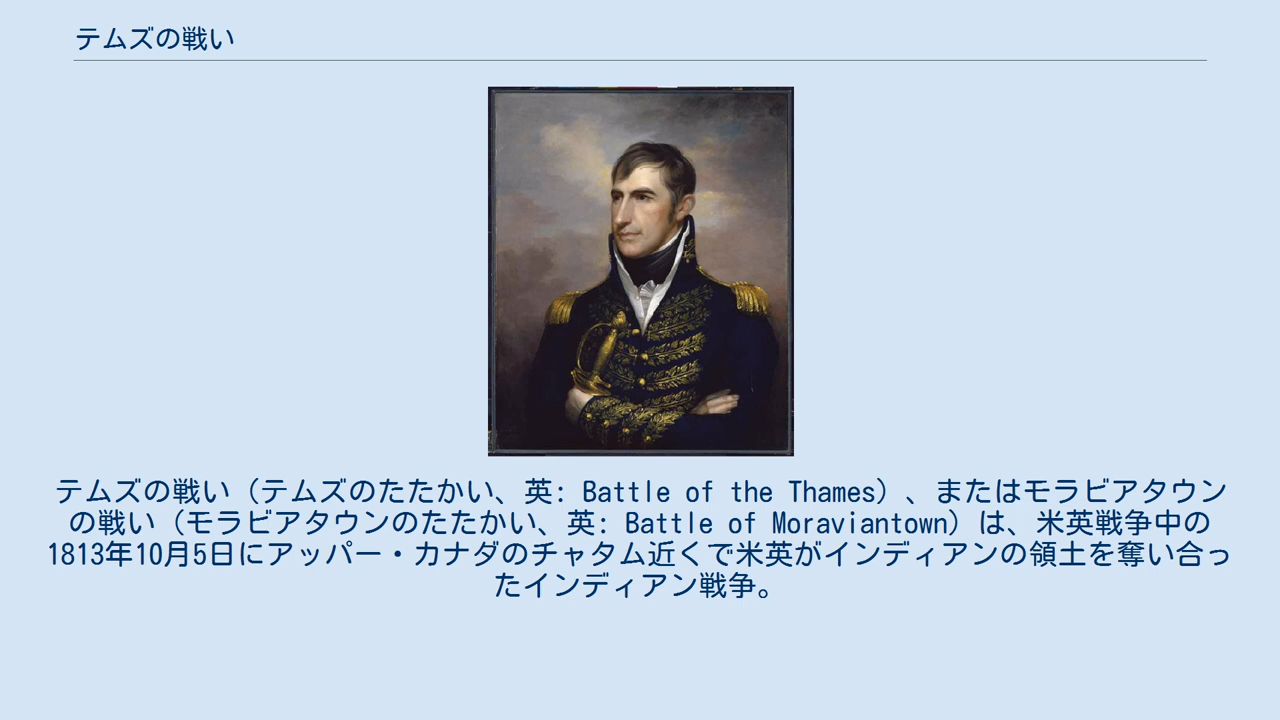 テムズの戦い
テムズの戦い（テムズのたたかい、英: Battle of the Thames）、またはモラビアタウン
の戦い（モラビアタウンのたたかい、英: Battle of Moraviantown）は、米英戦争中の
1813年10月5日にアッパー・カナダのチャタム近くで米英がインディアンの領土を奪い合っ
たインディアン戦争。